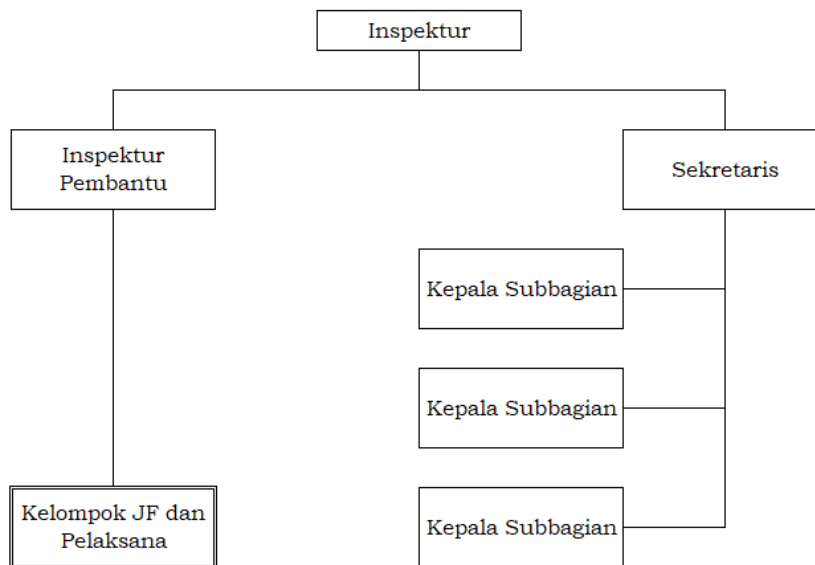 Inspektur
Inspektur
Pembantu
Sekretaris
Kepala Subbagian
Kepala Subbagian
Kelompok JF dan
Pelaksana
Kepala Subbagian